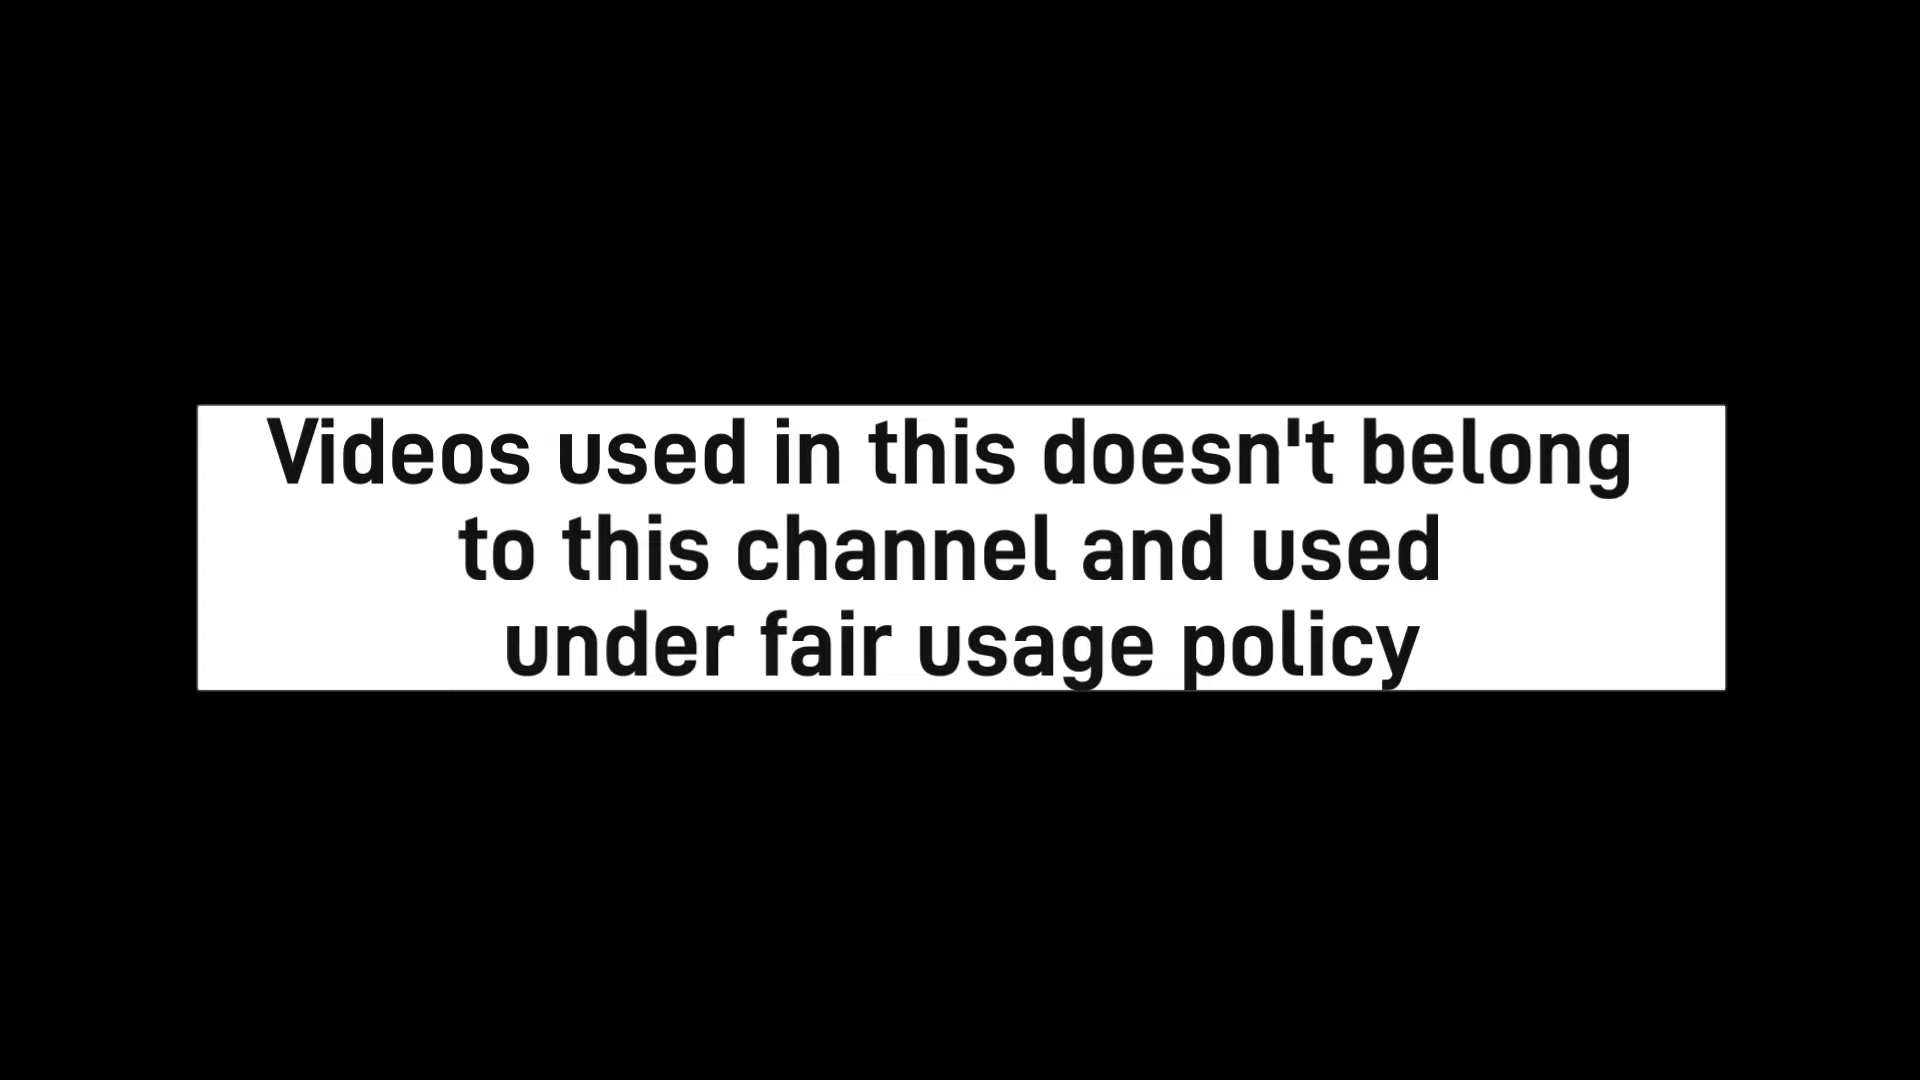 Videos used in this doesn't belong
to this channel and used
under fair usage policy